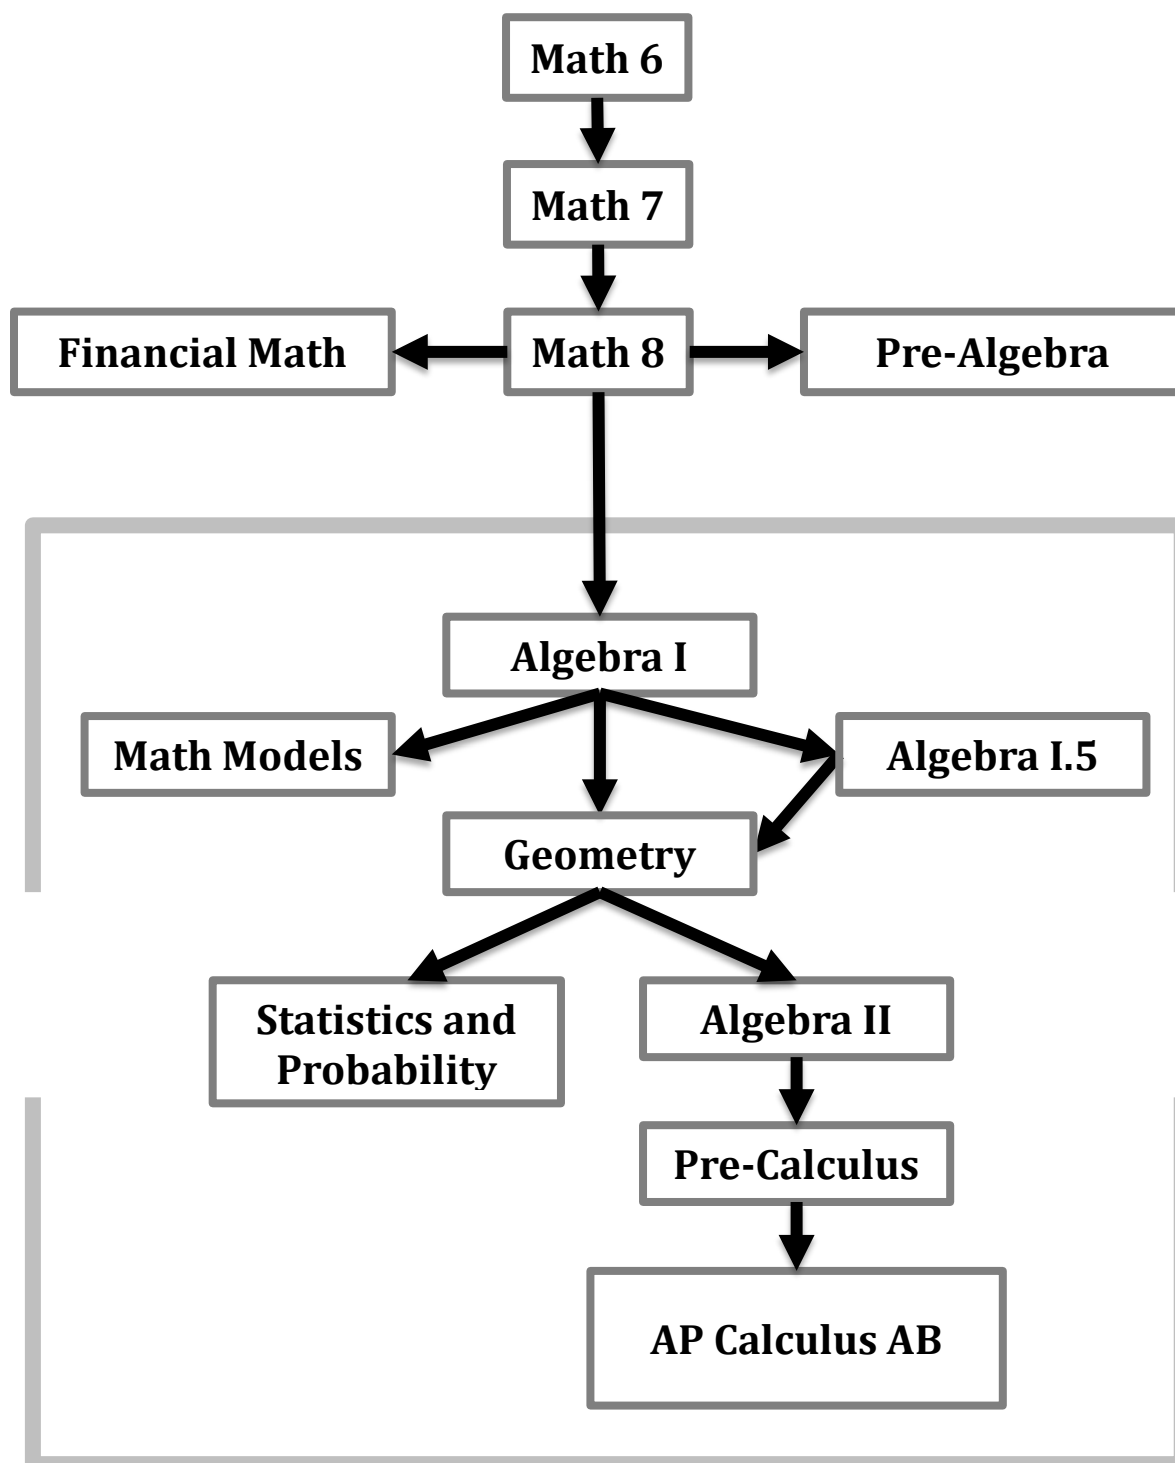 Math 6
Math 7
Financial Math
Math 8
Pre-Algebra
Algebra I
Math Models
Algebra I.5
Geometry
Statistics and
Probability
Algebra II
Pre-Calculus
AP Calculus AB